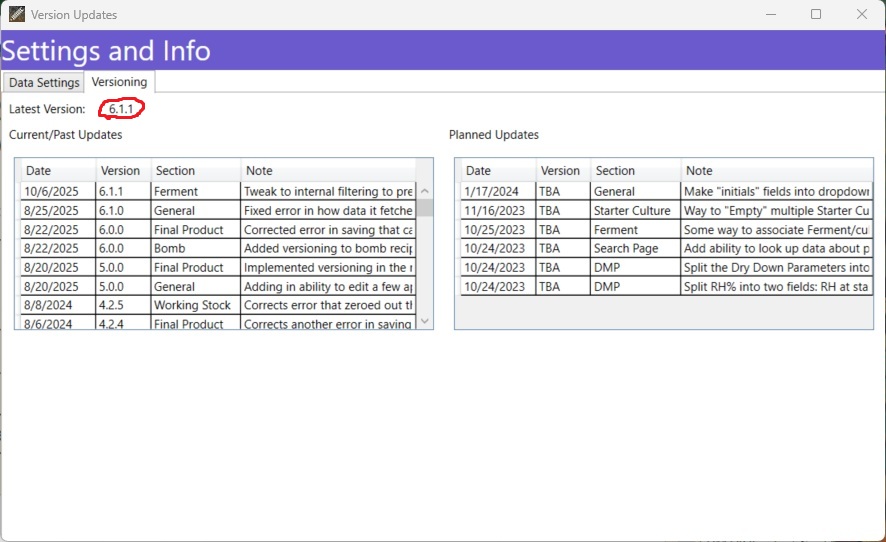 Version Updates
Settings and Info
Data Settings Versioning
Latest Version: 6.1.1
Current/Past Updates
Date Version Section Note
10/6/2025 6.1.1 Ferment Tweak to internal filtering to pre
8/25/2025 6.1.0 General Fixed error in how data it fetche
8/22/2025 6.0.0 Final Product Corrected error in saving that ca
8/22/2025 6.0.0 Bomb Added versioning to bomb recip
8/20/2025 5.0.0 Final Product Implemented versioning in the
8/20/2025 5.0.0 General Adding in ability to edit a few
8/8/2024 4.2.5 Working Stock Corrects error that zeroed out
8/6/2024 4.2.4 Final Product Corrects another error in saving
Planned Updates
Date Version Section Note
1/17/2024 TBA General Make "initials" fields into dropdown
11/16/2023 TBA Starter Culture Way to "Empty" multiple Starter Cu
10/25/2023 TBA Ferment Some way to associate Ferment/cul
10/24/2023 TBA Search Page Add ability to look up data about p
10/24/2023 TBA DMP Split the Dry Down Parameters into
10/24/2023 TBA DMP Split RH% into two fields: RH at sta